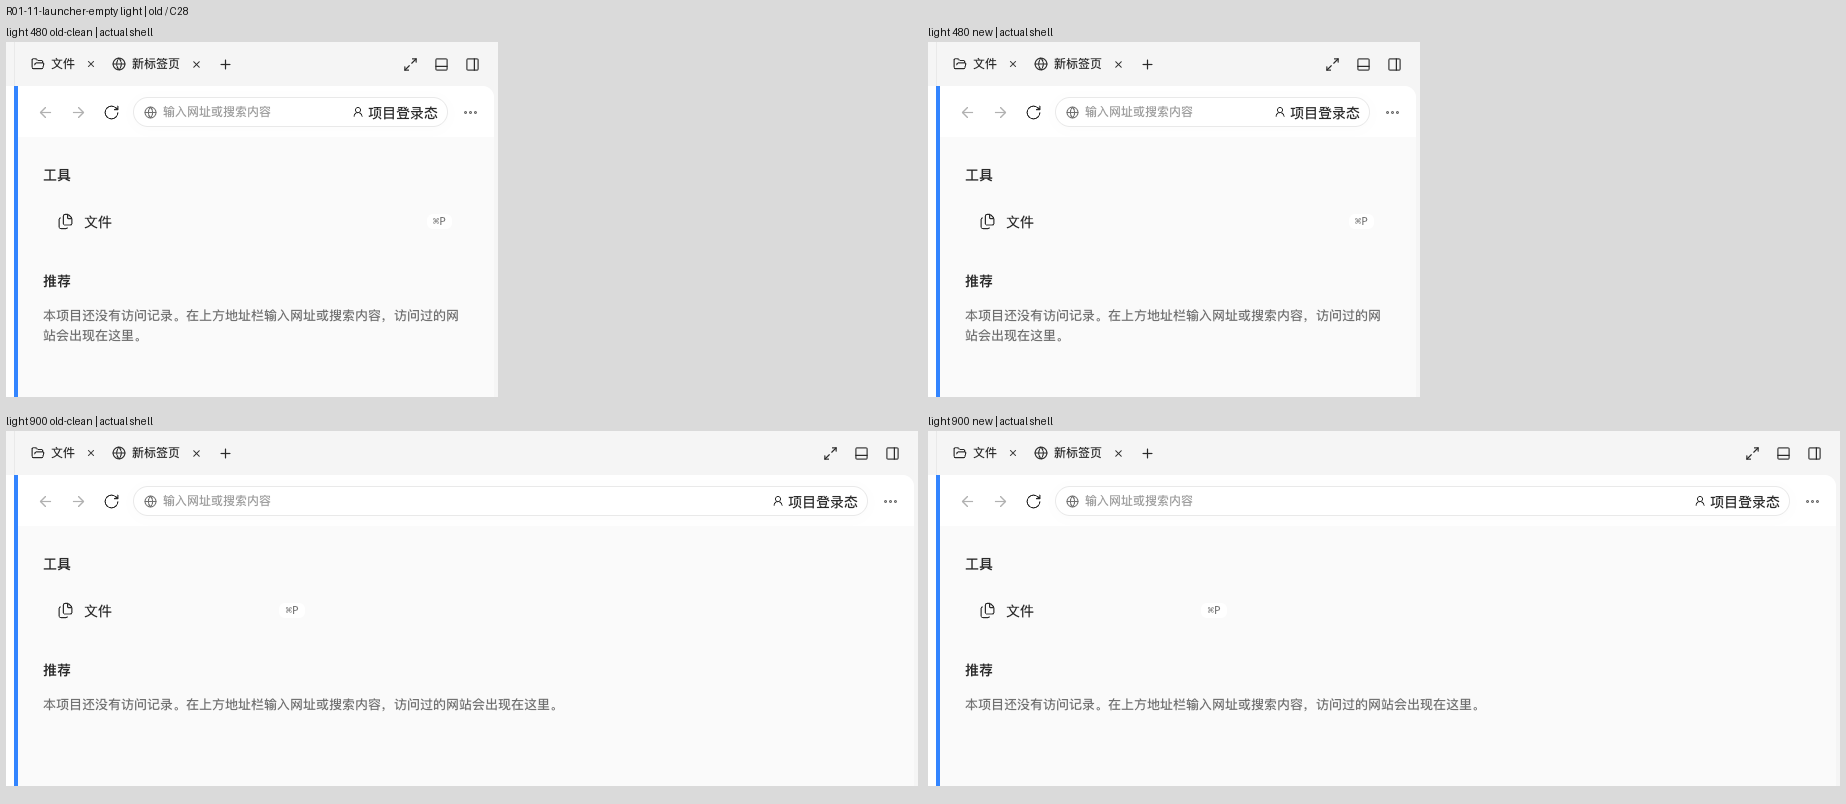 R01-11-launcher-empty light | old / C28
light 480 old-clean | actual shell
文件 × 新标签页 × +
输入网址或搜索内容 项目登录态
工具
文件 ⌘P
推荐
本项目还没有访问记录。在上方地址栏输入网址或搜索内容，访问过的网
站会出现在这里。
light 480 new | actual shell
文件 × 新标签页 × +
输入网址或搜索内容 项目登录态
工具
文件 ⌘P
推荐
本项目还没有访问记录。在上方地址栏输入网址或搜索内容，访问过的网
站会出现在这里。
light 900 old-clean | actual shell
文件 × 新标签页 × +
输入网址或搜索内容 项目登录态
工具
文件 ⌘P
推荐
本项目还没有访问记录。在上方地址栏输入网址或搜索内容，访问过的网站会出现在这里。
light 900 new | actual shell
文件 × 新标签页 × +
输入网址或搜索内容 项目登录态
工具
文件 ⌘P
推荐
本项目还没有访问记录。在上方地址栏输入网址或搜索内容，访问过的网站会出现在这里。